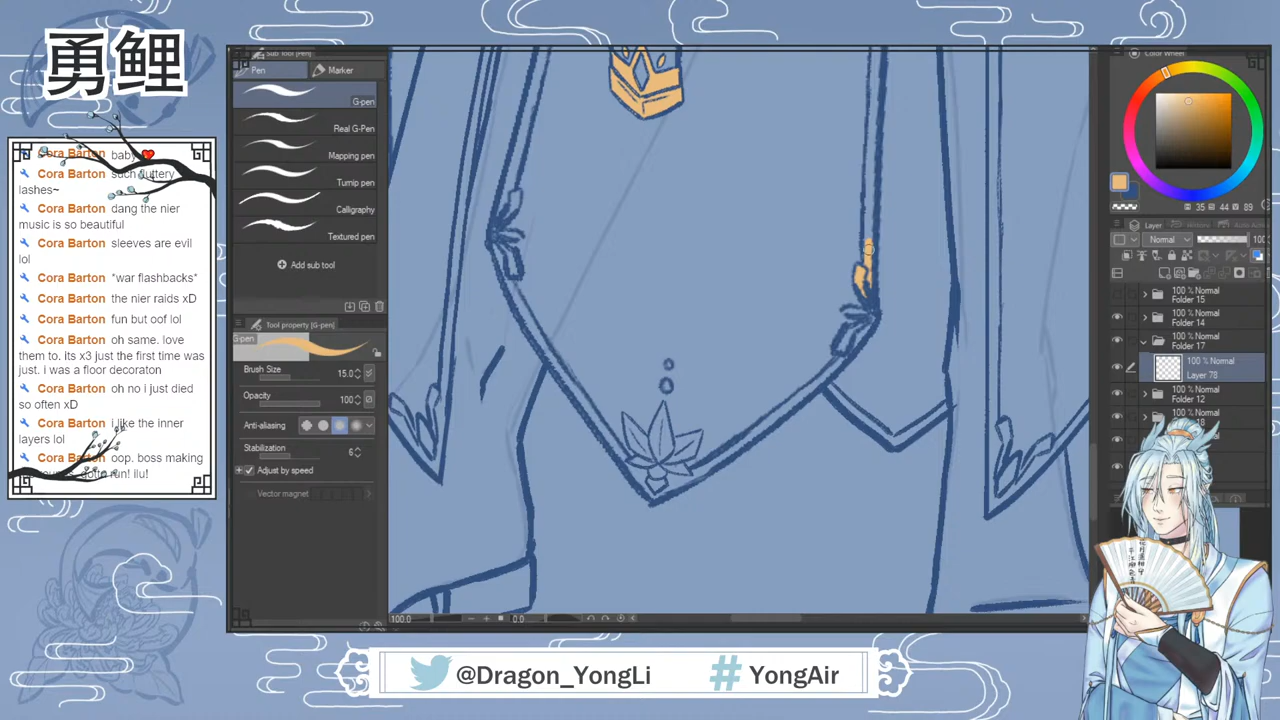 勇鲤
Cora Barton baby❤
Cora Barton such fluttery
lashes~
Cora Barton dang the nier
music is so beautiful
Cora Barton sleeves are evil
lol
Cora Barton *war flashbacks*
Cora Barton the nier raids xD
Cora Barton fun but oof lol
Cora Barton oh same. love
them to. its x3 just the first time was
just. i was a floor decoraton
Cora Barton oh no i just died
so often xD
Cora Barton i like the inner
layers lol
Cora Barton oop. boss making
run! ilu!
Sub Tool [Pen]
Pen
Marker
G-pen
Real G-Pen
Mapping pen
Turnip pen
Calligraphy
Textured pen
Add sub tool
Tool property [G-pen]
G-pen
Brush Size 15.0
Opacity 100
Anti-aliasing
Stabilization 6
Adjust by speed
Vector magnet
100.0
0.0
Color Wheel
35 44 89
Layer
Normal 100
100 % Normal
Folder 15
100 % Normal
Folder 14
100 % Normal
Folder 17
100 % Normal
Layer 78
100 % Normal
Folder 12
100 % Normal
@Dragon_YongLi
# YongAir